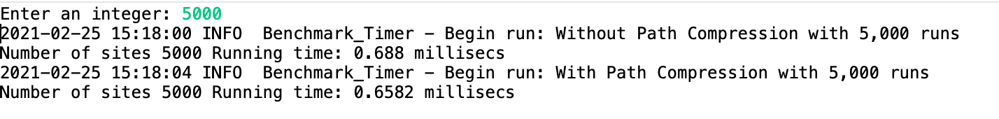 Enter an integer: 5000
2021-02-25 15:18:00 INFO  Benchmark_Timer - Begin run: Without Path Compression with 5,000 runs
Number of sites 5000 Running time: 0.688 millisecs
2021-02-25 15:18:04 INFO  Benchmark_Timer - Begin run: With Path Compression with 5,000 runs
Number of sites 5000 Running time: 0.6582 millisecs